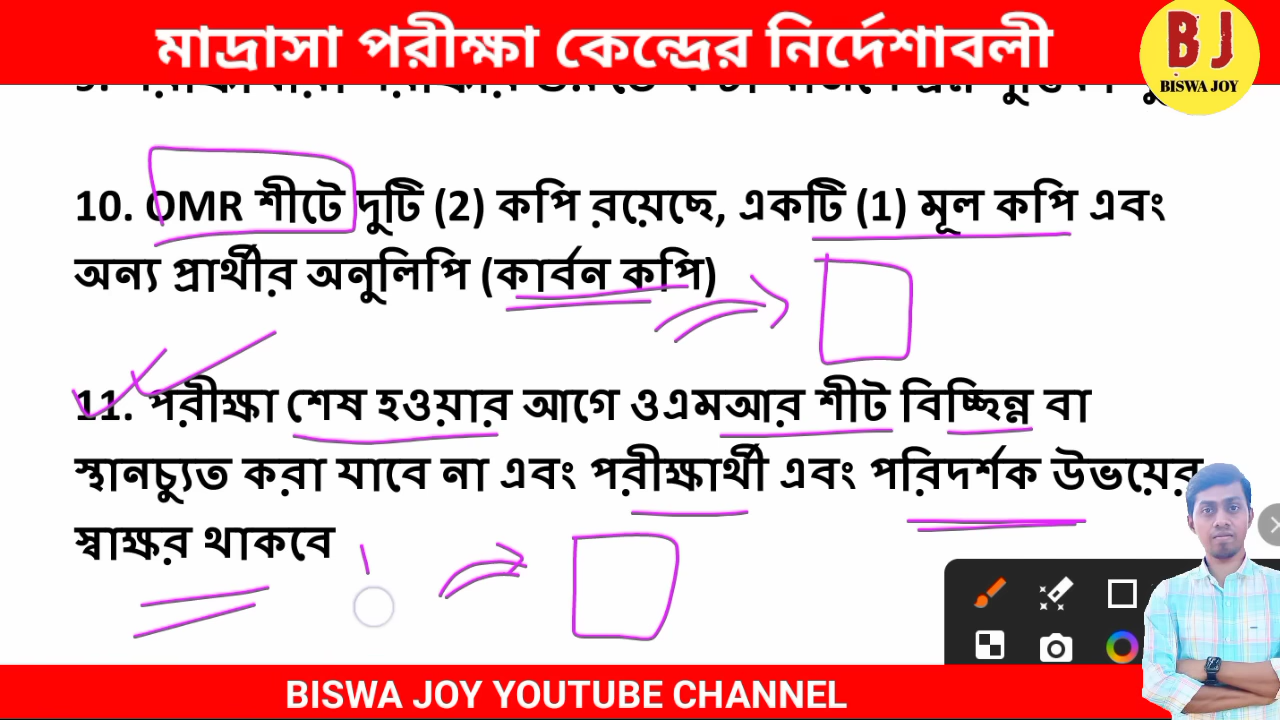 মাদ্রাসা পরীক্ষা কেন্দ্রের নির্দেশাবলী
BJ
BISWA JOY
10. OMR শীটে দুটি (2) কপি রয়েছে, একটি (1) মূল কপি এবং
অন্য প্রার্থীর অনুলিপি (কার্বন কপি)
11. পরীক্ষা শেষ হওয়ার আগে ওএমআর শীট বিচ্ছিন্ন বা
স্থানচ্যুত করা যাবে না এবং পরীক্ষার্থী এবং পরিদর্শক উভয়ের
স্বাক্ষর থাকবে
BISWA JOY YOUTUBE CHANNEL